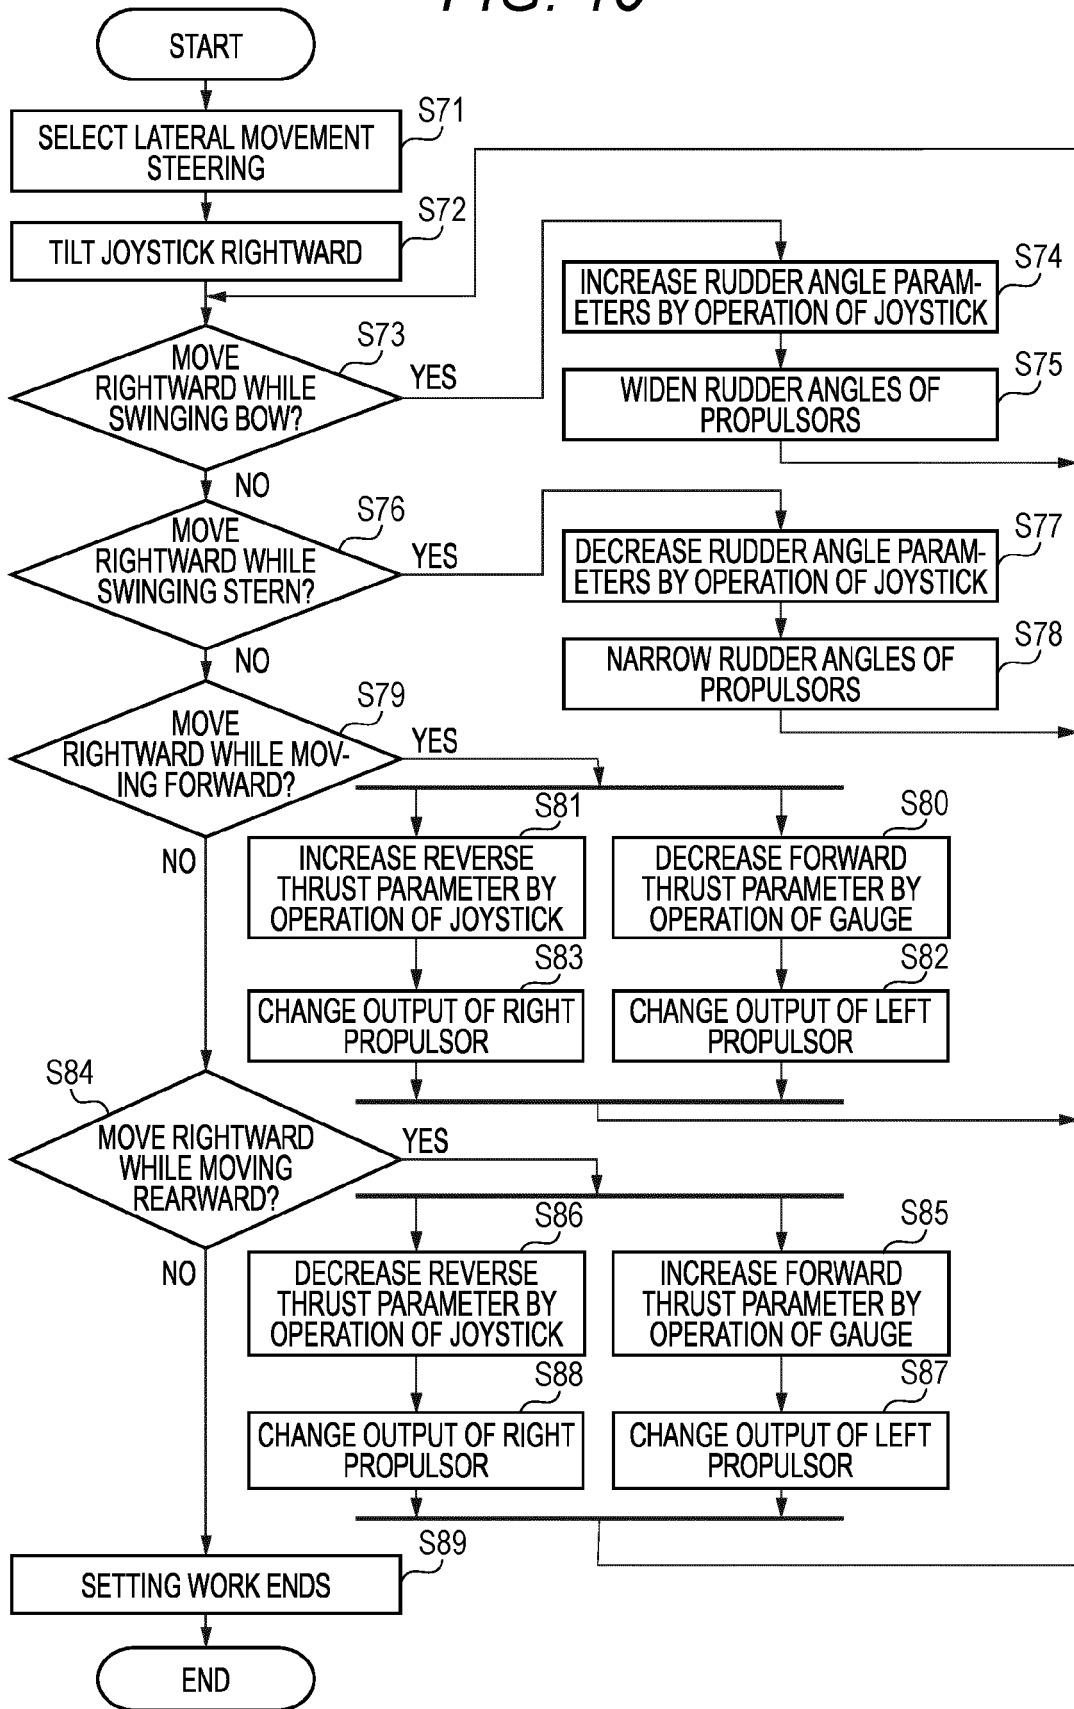 START
S71
SELECT LATERAL MOVEMENT
STEERING
S72
TILT JOYSTICK RIGHTWARD
S73
MOVE
RIGHTWARD WHILE
SWINGING BOW?
YES
NO
S74
INCREASE RUDDER ANGLE PARAM-
ETERS BY OPERATION OF JOYSTICK
S75
WIDEN RUDDER ANGLES OF
PROPULSORS
S76
MOVE
RIGHTWARD WHILE
SWINGING STERN?
YES
NO
S77
DECREASE RUDDER ANGLE PARAM-
ETERS BY OPERATION OF JOYSTICK
S78
NARROW RUDDER ANGLES OF
PROPULSORS
S79
MOVE
RIGHTWARD WHILE MOV-
ING FORWARD?
YES
NO
S81
INCREASE REVERSE
THRUST PARAMETER BY
OPERATION OF JOYSTICK
S80
DECREASE FORWARD
THRUST PARAMETER BY
OPERATION OF GAUGE
S83
CHANGE OUTPUT OF RIGHT
PROPULSOR
S82
CHANGE OUTPUT OF LEFT
PROPULSOR
S84
MOVE RIGHTWARD
WHILE MOVING
REARWARD?
YES
NO
S86
DECREASE REVERSE
THRUST PARAMETER BY
OPERATION OF JOYSTICK
S85
INCREASE FORWARD
THRUST PARAMETER BY
OPERATION OF GAUGE
S88
CHANGE OUTPUT OF RIGHT
PROPULSOR
S87
CHANGE OUTPUT OF LEFT
PROPULSOR
S89
SETTING WORK ENDS
END